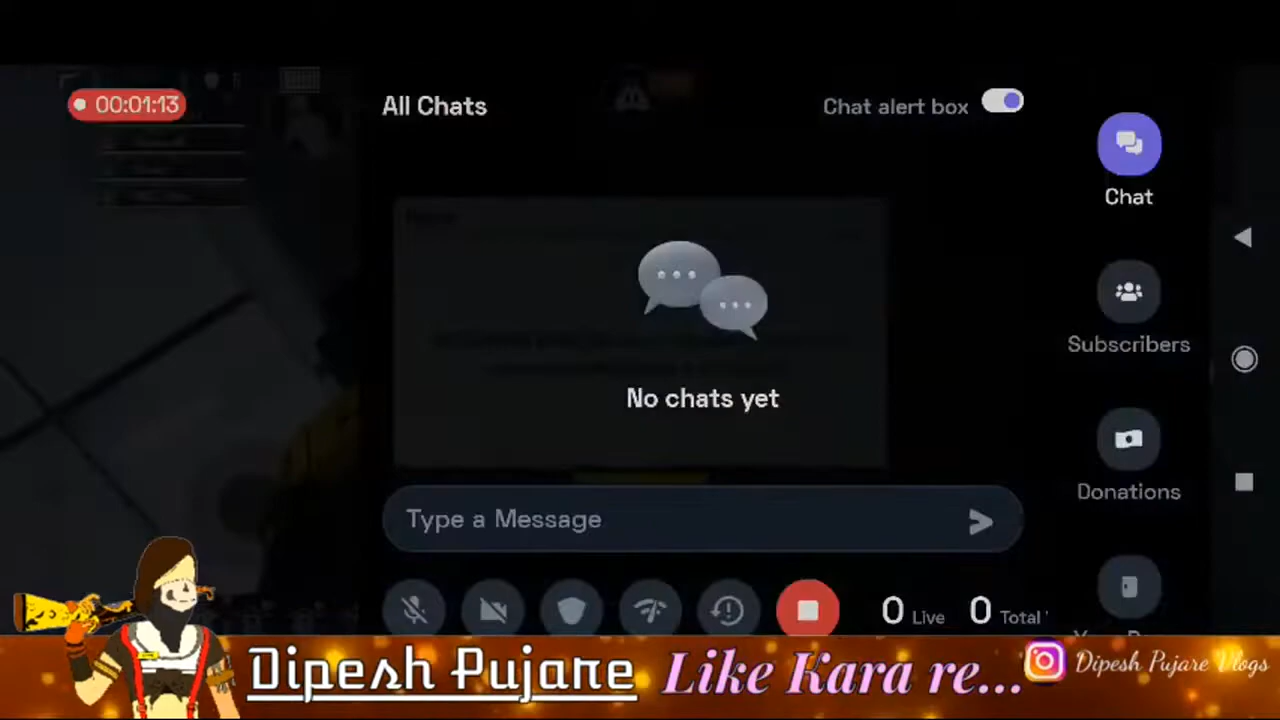 00:01:13
All Chats
Chat alert box
Chat
No chats yet
Subscribers
Donations
Type a Message
0 Live 0 Total
Dipesh Pujare
Like Kara re...
Dipesh Pujare Vlogs